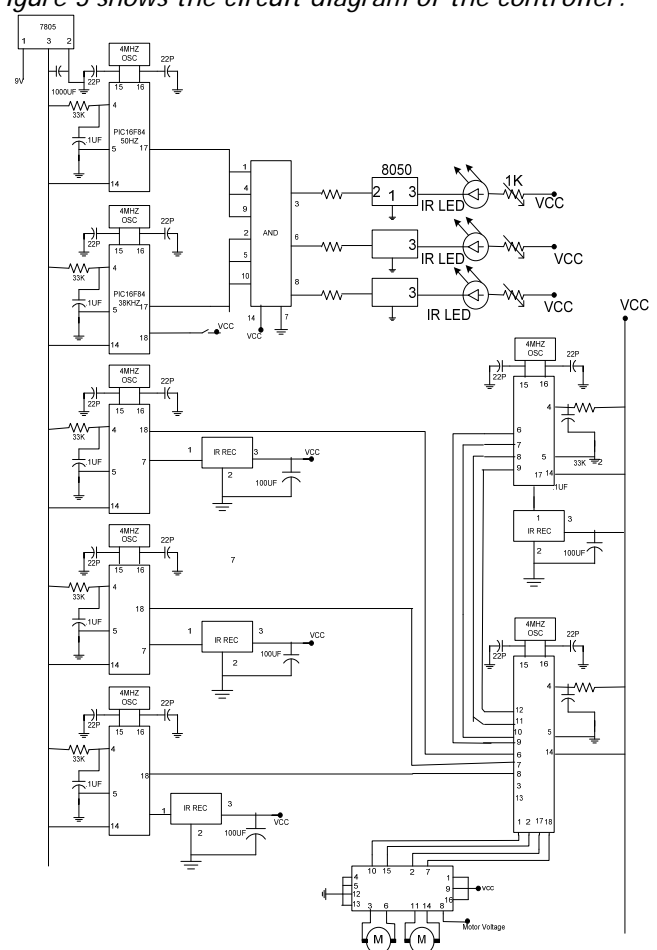 igure 5 shows the circuit diagram of the controller.
7805
1 3 2
9V
1000UF
4MHZ
OSC
22P
22P
15 16
33K
4
.1UF
PIC16F84
50HZ
5
17
14
4MHZ
OSC
22P
22P
15 16
33K
4
.1UF
PIC16F84
38KHZ
5
17
18
VCC
14
1
4
9
2
5
10
AND
3
6
8
14
7
VCC
8050
2 1 3
IR LED
1K
VCC
3
IR LED
VCC
3
IR LED
VCC
VCC
4MHZ
OSC
22P
22P
15 16
33K
4
18
.1UF
5
7
14
1
IR REC
3
2
VCC
100UF
4MHZ
OSC
22P
22P
15 16
33K
4
18
.1UF
5
7
14
7
1
IR REC
3
2
VCC
100UF
4MHZ
OSC
22P
22P
15 16
33K
4
18
.1UF
5
14
1
IR REC
3
2
VCC
100UF
4MHZ
OSC
22P
22P
15 16
4
6
7
8
9
5
33K
2
17 14
.1UF
1
IR REC
3
2
100UF
4MHZ
OSC
22P
22P
15 16
4
12
11
10
9
6
7
8
3
13
5
14
1 2 17 18
10 15 2 7
4
5
12
13
1
9
16
VCC
3 6 11 14 8
Motor Voltage
M M